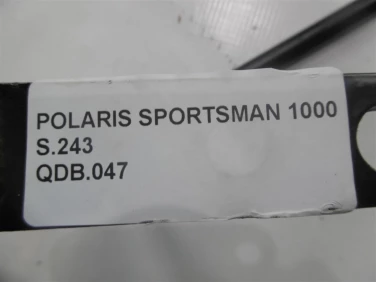 POLARIS SPORTSMAN 1000
S.243
QDB.047